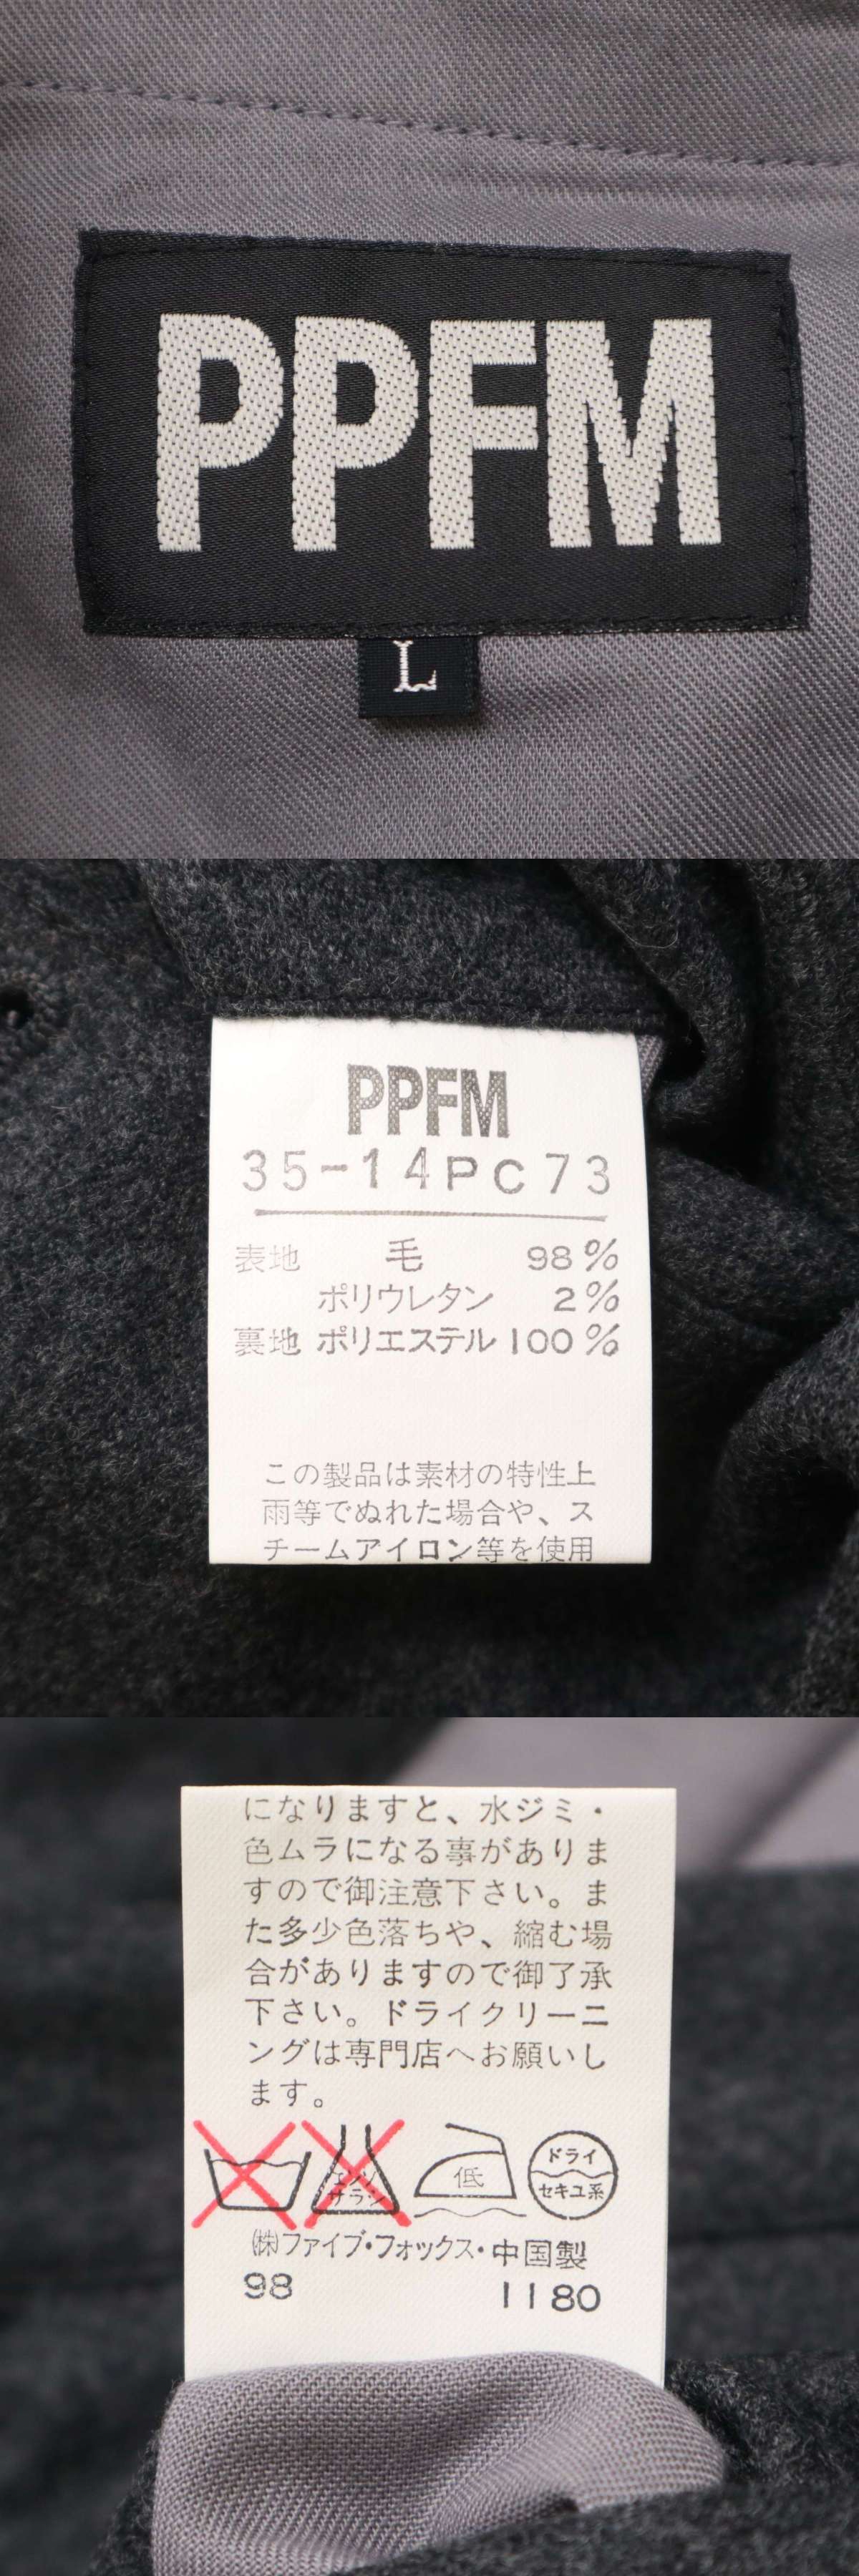 PPFM
L
PPFM
35-14PC73
表地 毛 98%
ポリウレタン 2%
裏地 ポリエステル 100%
この製品は素材の特性上
雨等でぬれた場合や、ス
チームアイロン等を使用
になりますと、水ジミ・
色ムラになる事がありま
すので御注意下さい。ま
た多少色落ちや、縮む場
合がありますので御了承
下さい。ドライクリーニ
ングは専門店へお願いし
ます。
エンソ
サラシ
低
ドライ
セキユ系
㈱ファイブ・フォックス・中国製
98 1180